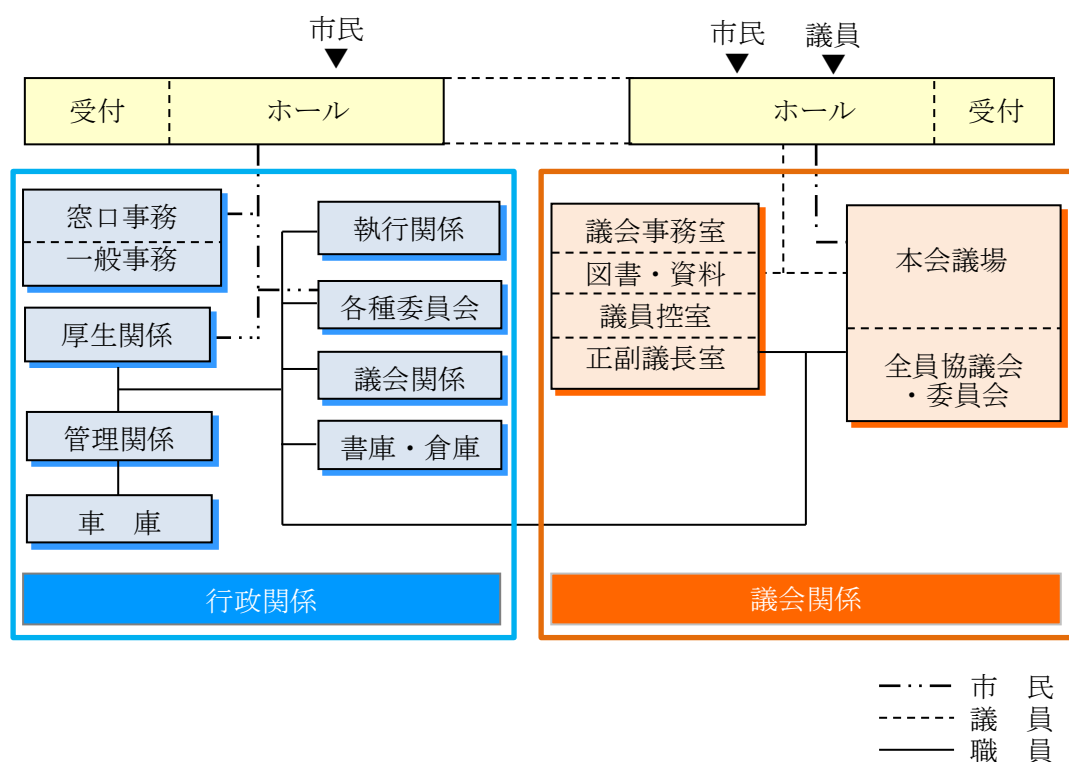 市民
市民
議員
受付
ホール
ホール
受付
窓口事務
一般事務
厚生関係
管理関係
車　庫
執行関係
各種委員会
議会関係
書庫・倉庫
行政関係
議会事務室
図書・資料
議員控室
正副議長室
本会議場
全員協議会
・委員会
議会関係
市　民
議　員
職　員